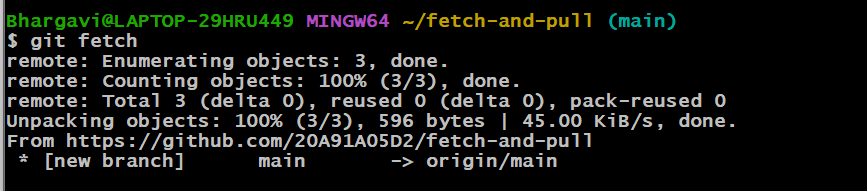 Bhargavi@LAPTOP-29HRU449 MINGW64 ~/fetch-and-pull (main)
$ git fetch
remote: Enumerating objects: 3, done.
remote: Counting objects: 100% (3/3), done.
remote: Total 3 (delta 0), reused 0 (delta 0), pack-reused 0
Unpacking objects: 100% (3/3), 596 bytes | 45.00 KiB/s, done.
From https://github.com/20A91A05D2/fetch-and-pull
 * [new branch]      main       -> origin/main